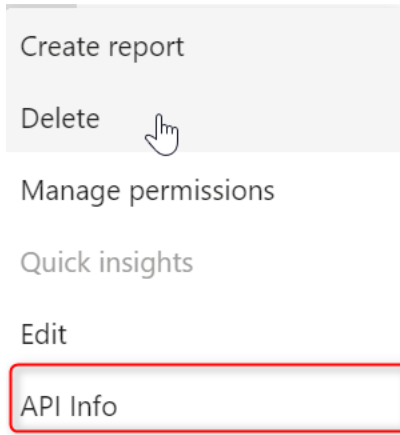 Create report
Delete
Manage permissions
Quick insights
Edit
API Info